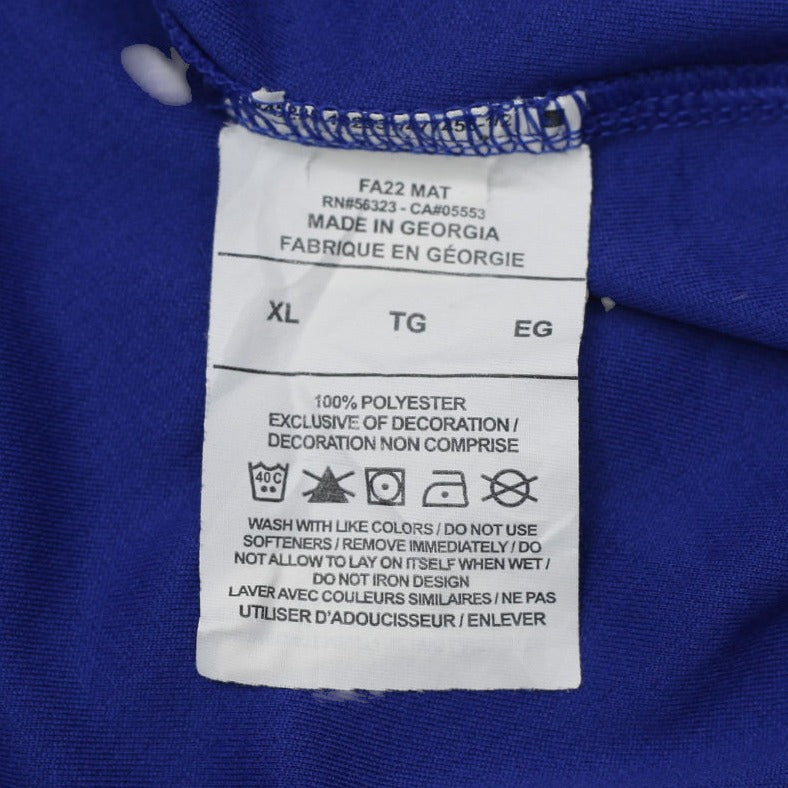 FA22 MAT
RN#56323 - CA#05553
MADE IN GEORGIA
FABRIQUE EN GÉORGIE
XL TG EG
100% POLYESTER
EXCLUSIVE OF DECORATION /
DECORATION NON COMPRISE
40 C
WASH WITH LIKE COLORS / DO NOT USE
SOFTENERS / REMOVE IMMEDIATELY / DO
NOT ALLOW TO LAY ON ITSELF WHEN WET /
DO NOT IRON DESIGN
LAVER AVEC COULEURS SIMILAIRES / NE PAS
UTILISER D'ADOUCISSEUR / ENLEVER